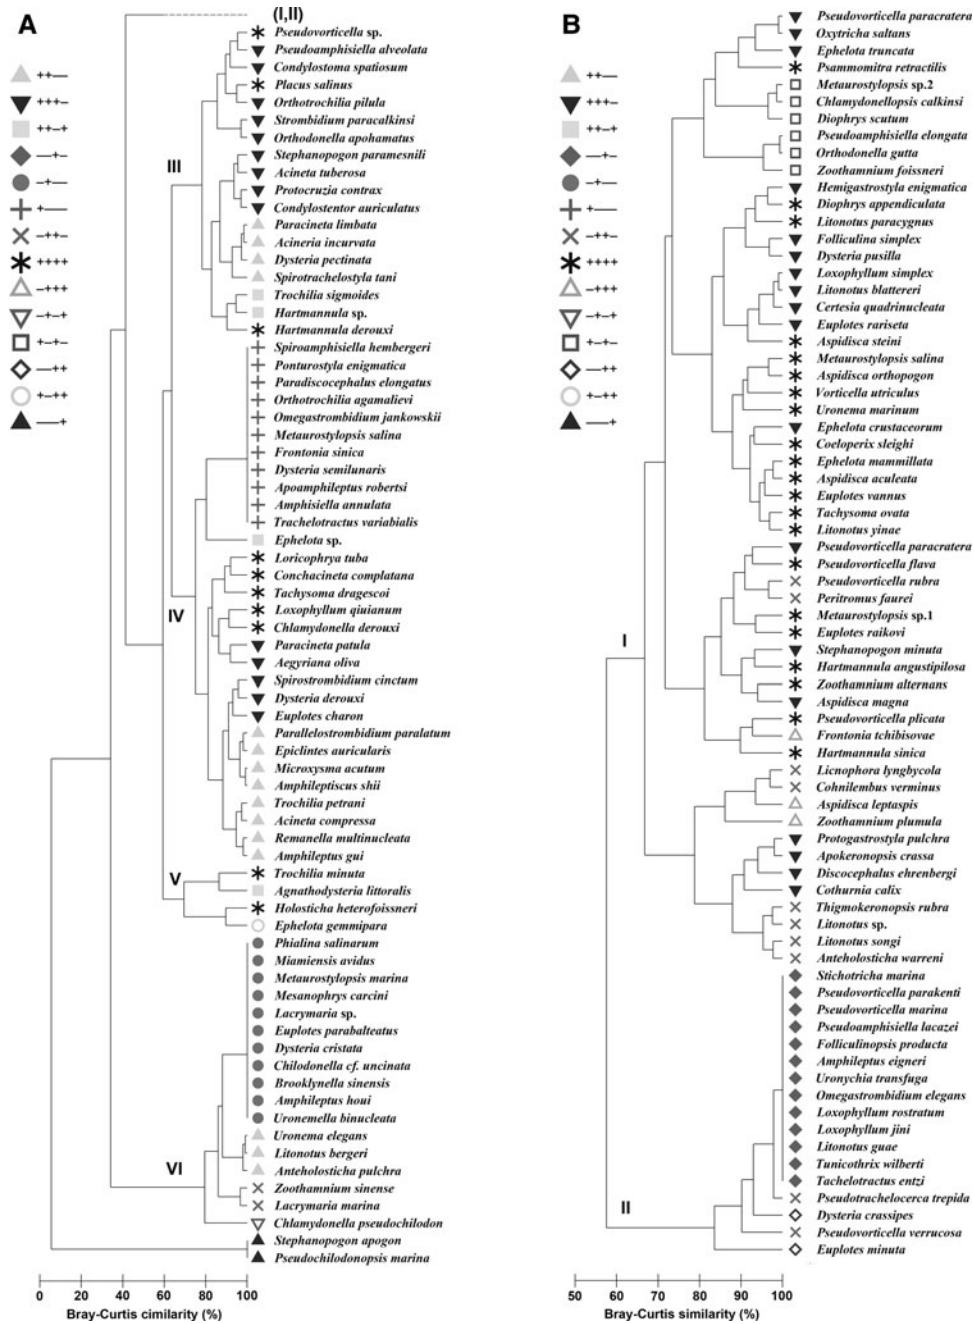 A
(I,II)
Pseudovorticella sp.
Pseudoamphisiella alveolata
Condylostoma spatiosum
Placus salinus
Orthotrochilia pilula
Strombidium paracalkinsi
Orthodonella apohamatus
Stephanopogon paramesnili
Acineta tuberosa
Protocruzia contrax
Condylostentor auriculatus
Paracineta limbata
Acineria incurvata
Dysteria pectinata
Spirotrachelostyla tani
Trochilia sigmoides
Hartmannula sp.
Hartmannula derouxi
Spiroamphisiella hembergeri
Ponturostyla enigmatica
Paradiscocephalus elongatus
Orthotrochilia agamalievi
Omegastrombidium jankowskii
Metaurostylopsis salina
Frontonia sinica
Dysteria semilunaris
Apoamphileptus robertsi
Amphisiella annulata
Trachelotractus variabialis
Ephelota sp.
Loricophrya tuba
Conchacineta complatana
Tachysoma dragescoi
Loxophyllum qiuianum
Chlamydonella derouxi
Paracineta patula
Aegyriana oliva
Spirostrombidium cinctum
Dysteria derouxi
Euplotes charon
Parallelostrombidium paralatum
Epiclintes auricularis
Microxysma acutum
Amphileptiscus shii
Trochilia petrani
Acineta compressa
Remanella multinucleata
Amphileptus gui
Trochilia minuta
Agnathodysteria littoralis
Holosticha heterofoissneri
Ephelota gemmipara
Phialina salinarum
Miamiensis avidus
Metaurostylopsis marina
Mesanophrys carcini
Lacrymaria sp.
Euplotes parabalteatus
Dysteria cristata
Chilodonella cf. uncinata
Brooklynella sinensis
Amphileptus houi
Uronemella binucleata
Uronema elegans
Litonotus bergeri
Anteholosticha pulchra
Zoothamnium sinense
Lacrymaria marina
Chlamydonella pseudochilodon
Stephanopogon apogon
Pseudochilodonopsis marina
++––
+++–
++–+
––+–
–+––
+–––
–++–
++++
–+++
–+–+
+–+–
––++
+–++
–––+
III
IV
V
VI
0 20 40 60 80 100
Bray-Curtis cimilarity (%)
B
Pseudovorticella paracratera
Oxytricha saltans
Ephelota truncata
Psammomitra retractilis
Metaurostylopsis sp.2
Chlamydonellopsis calkinsi
Diophrys scutum
Pseudoamphisiella elongata
Orthodonella gutta
Zoothamnium foissneri
Hemigastrostyla enigmatica
Diophrys appendiculata
Litonotus paracygnus
Folliculina simplex
Dysteria pusilla
Loxophyllum simplex
Litonotus blattereri
Certesia quadrinucleata
Euplotes rariseta
Aspidisca steini
Metaurostylopsis salina
Aspidisca orthopogon
Vorticella utriculus
Uronema marinum
Ephelota crustaceorum
Coeloperix sleighi
Ephelota mammillata
Aspidisca aculeata
Euplotes vannus
Tachysoma ovata
Litonotus yinae
Pseudovorticella paracratera
Pseudovorticella flava
Pseudovorticella rubra
Peritromus faurei
Metaurostylopsis sp.1
Euplotes raikovi
Stephanopogon minuta
Hartmannula angustipilosa
Zoothamnium alternans
Aspidisca magna
Pseudovorticella plicata
Frontonia tchibisovae
Hartmannula sinica
Licnophora lyngbycola
Cohnilembus verminus
Aspidisca leptaspis
Zoothamnium plumula
Protogastrostyla pulchra
Apokeronopsis crassa
Discocephalus ehrenbergi
Cothurnia calix
Thigmokeronopsis rubra
Litonotus sp.
Litonotus songi
Anteholosticha warreni
Stichotricha marina
Pseudovorticella parakenti
Pseudovorticella marina
Pseudoamphisiella lacazei
Folliculinopsis producta
Amphileptus eigneri
Uronychia transfuga
Omegastrombidium elegans
Loxophyllum rostratum
Loxophyllum jini
Litonotus guae
Tunicothrix wilberti
Tachelotractus entzi
Pseudotrachelocerca trepida
Dysteria crassipes
Pseudovorticella verrucosa
Euplotes minuta
++––
+++–
++–+
––+–
–+––
+–––
–++–
++++
–+++
–+–+
+–+–
––++
+–++
–––+
I
II
50 60 70 80 90 100
Bray-Curtis similarity (%)